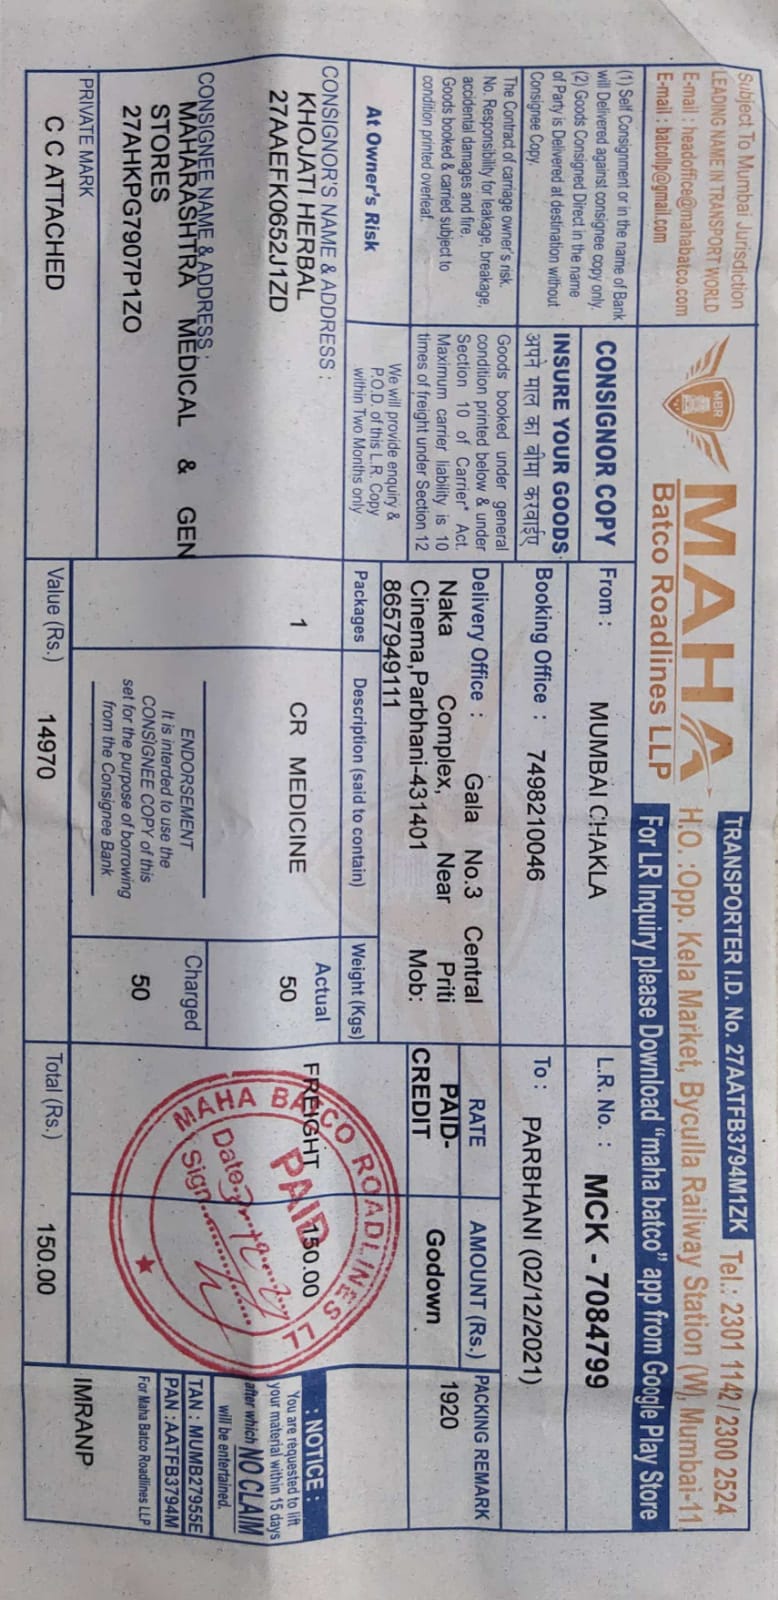 Subject To Mumbai Jurisdiction
LEADING NAME IN TRANSPORT WORLD
E-mail : headoffice@mahabatco.com
E-mail : batcollp@gmail.com
MBR
MAHA
Batco Roadlines LLP
TRANSPORTER I.D. No. 27AATFB3794M1ZK Tel.: 2301 1142 / 2300 2524
H.O. :Opp. Kela Market, Byculla Railway Station (W), Mumbai-11
For LR Inquiry please Download "maha batco" app from Google Play Store
(1) Self Consignment or in the name of Bank
will Delivered against consignee copy only.
(2) Goods Consigned Direct in the name
of Party is Delivered at destination without
Consignee Copy.
CONSIGNOR COPY
INSURE YOUR GOODS
अपने माल का बीमा करवाईए
From : MUMBAI CHAKLA
L.R. No. : MCK - 7084799
Booking Office : 7498210046
To : PARBHANI (02/12/2021)
The Contract of carriage owner's risk.
No. Responsibility for leakage, breakage,
accidental damages and fire.
Goods booked & carried subject to
condition printed overleaf.
Goods booked under general
condition printed below & under
Section 10 of Carrier* Act.
Maximum carrier liability is 10
times of freight under Section 12
Delivery Office : Gala No.3 Central
Naka Complex, Near Priti
Cinema,Parbhani-431401 Mob:
8657949111
RATE
AMOUNT (Rs.)
PACKING REMARK
PAID-
CREDIT
Godown
1920
At Owner's Risk
We will provide enquiry &
P.O.D. of this L.R. Copy
within Two Months only
Packages
Description (said to contain)
Weight (Kgs)
CONSIGNOR'S NAME & ADDRESS :
KHOJATI HERBAL
27AAEFK0652J1ZD
1
CR MEDICINE
Actual
50
FREIGHT 150.00
CONSIGNEE NAME & ADDRESS :
MAHARASHTRA MEDICAL & GEN
STORES
27AHKPG7907P1ZO
ENDORSEMENT
It is interded to use the
CONSIGNEE COPY of this
set for the purpose of borrowing
from the Consignee Bank
Charged
50
MAHA BATCO ROADLINES LL
PAID
Date
Sign
: NOTICE :
You are requested to lift
your material within 15 days
after which NO CLAIM
will be entertained.
TAN : MUMB27955E
PAN : AATFB3794M
For Maha Batco Roadlines LLP
IMRANP
PRIVATE MARK
C C ATTACHED
Value (Rs.) 14970
Total (Rs.) 150.00